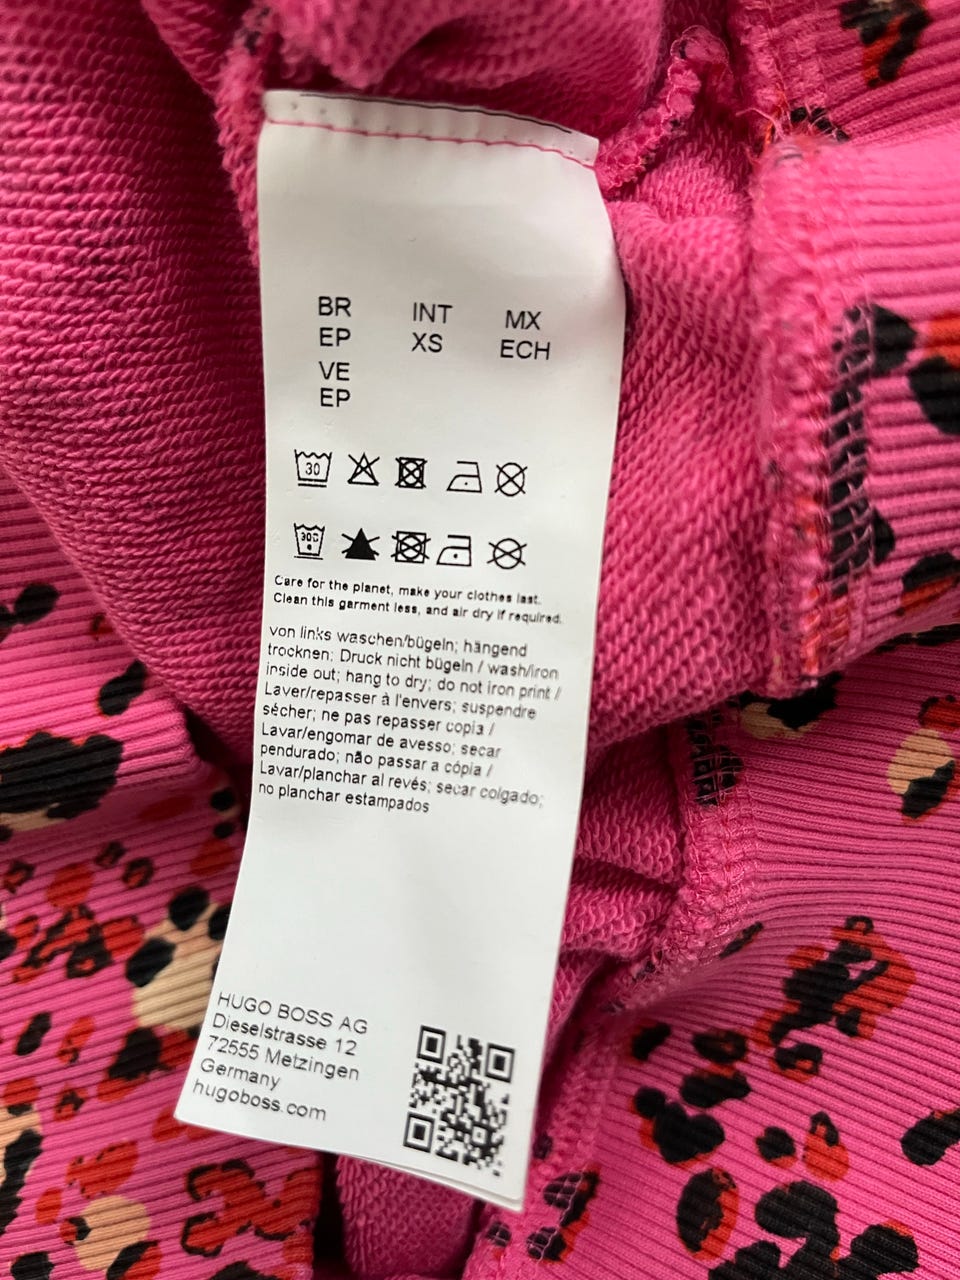 BR INT MX
EP XS ECH
VE
EP
30
30C
Care for the planet, make your clothes last.
Clean this garment less, and air dry if required.
von links waschen/bügeln; hängend
trocknen; Druck nicht bügeln / wash/iron
inside out; hang to dry; do not iron print /
Laver/repasser à l'envers; suspendre
sécher; ne pas repasser copia /
Lavar/engomar de avesso; secar
pendurado; não passar a cópia /
Lavar/planchar al revés; secar colgado;
no planchar estampados
HUGO BOSS AG
Dieselstrasse 12
72555 Metzingen
Germany
hugoboss.com